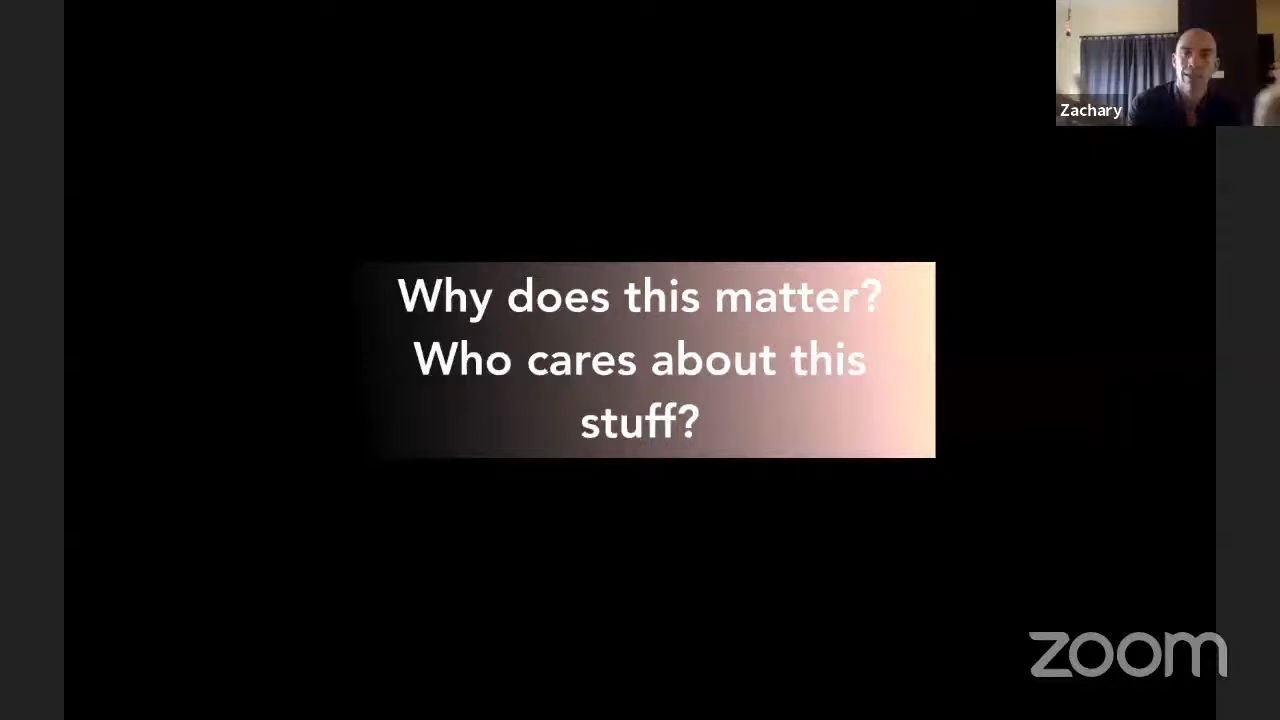 Zachary
Why does this matter?
Who cares about this
stuff?
zoom